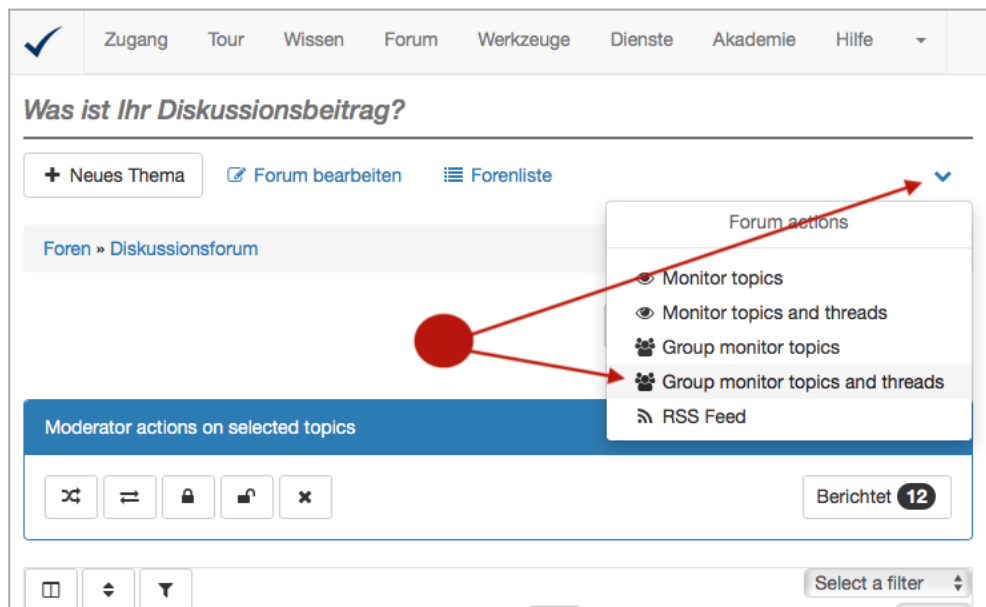 Zugang Tour Wissen Forum Werkzeuge Dienste Akademie Hilfe
Was ist Ihr Diskussionsbeitrag?
Neues Thema Forum bearbeiten Forenliste
Forum actions
Foren » Diskussionsforum
Monitor topics
Monitor topics and threads
Group monitor topics
Group monitor topics and threads
RSS Feed
Moderator actions on selected topics
Berichtet 12
Select a filter